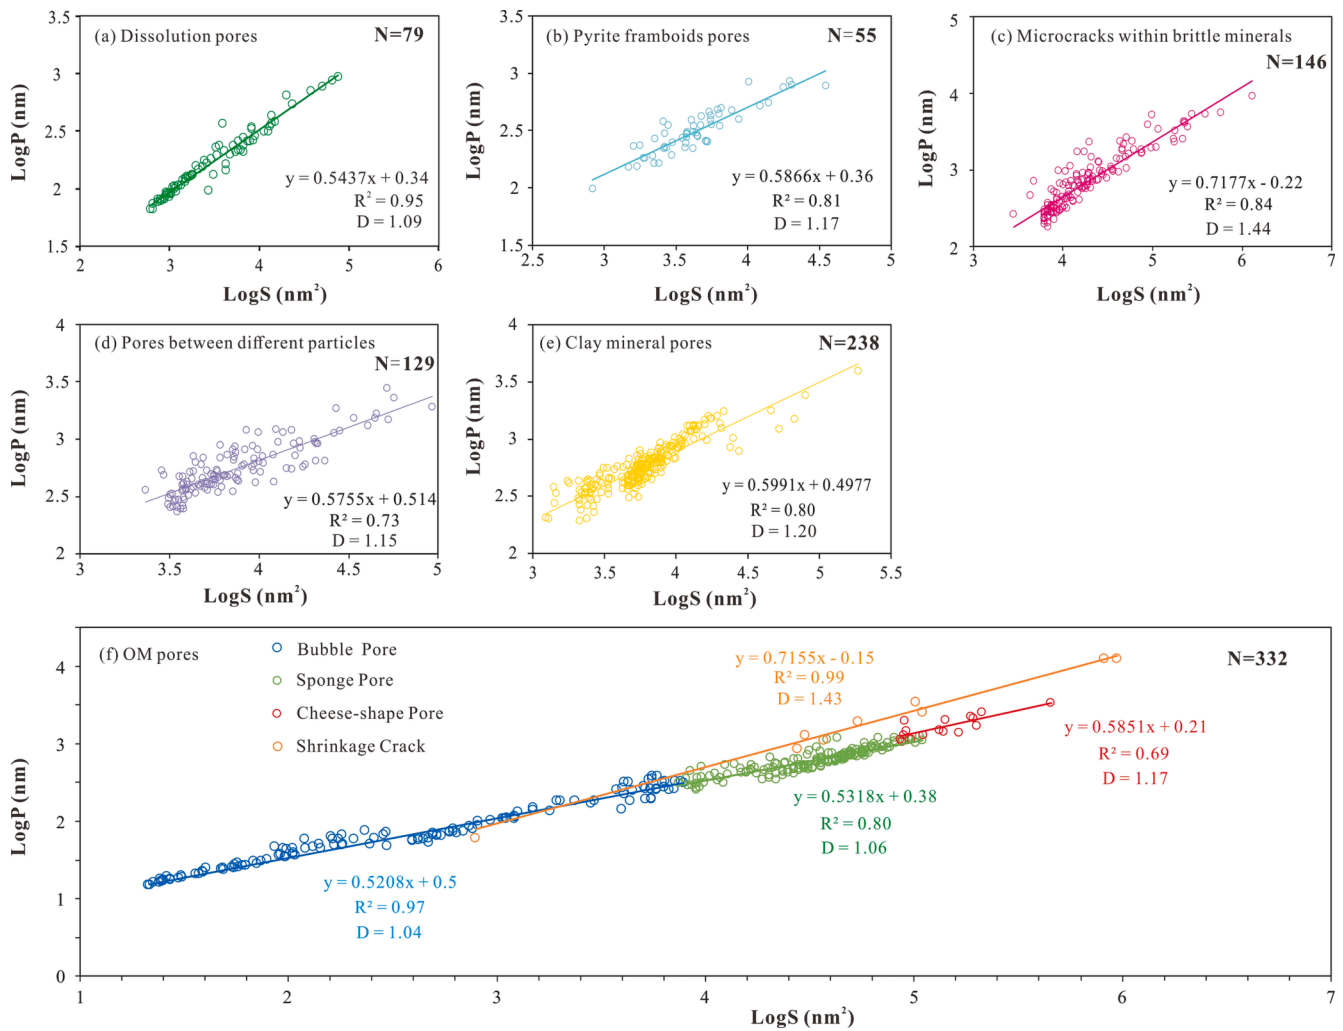 (a) Dissolution pores
N=79
y = 0.5437x + 0.34
R² = 0.95
D = 1.09
LogP (nm)
3.5
3
2.5
2
1.5
2
3
4
5
6
LogS (nm²)
(b) Pyrite framboids pores
N=55
y = 0.5866x + 0.36
R² = 0.81
D = 1.17
LogP (nm)
3.5
3
2.5
2
1.5
2.5
3
3.5
4
4.5
5
LogS (nm²)
(c) Microcracks within brittle minerals
N=146
y = 0.7177x - 0.22
R² = 0.84
D = 1.44
LogP (nm)
5
4
3
2
3
4
5
6
7
LogS (nm²)
(d) Pores between different particles
N=129
y = 0.5755x + 0.514
R² = 0.73
D = 1.15
LogP (nm)
4
3.5
3
2.5
2
3
3.5
4
4.5
5
LogS (nm²)
(e) Clay mineral pores
N=238
y = 0.5991x + 0.4977
R² = 0.80
D = 1.20
LogP (nm)
4
3.5
3
2.5
2
3
3.5
4
4.5
5
5.5
LogS (nm²)
(f) OM pores
Bubble Pore
Sponge Pore
Cheese-shape Pore
Shrinkage Crack
N=332
y = 0.7155x - 0.15
R² = 0.99
D = 1.43
y = 0.5851x + 0.21
R² = 0.69
D = 1.17
y = 0.5318x + 0.38
R² = 0.80
D = 1.06
y = 0.5208x + 0.5
R² = 0.97
D = 1.04
LogP (nm)
4
3
2
1
0
1
2
3
4
5
6
7
LogS (nm²)